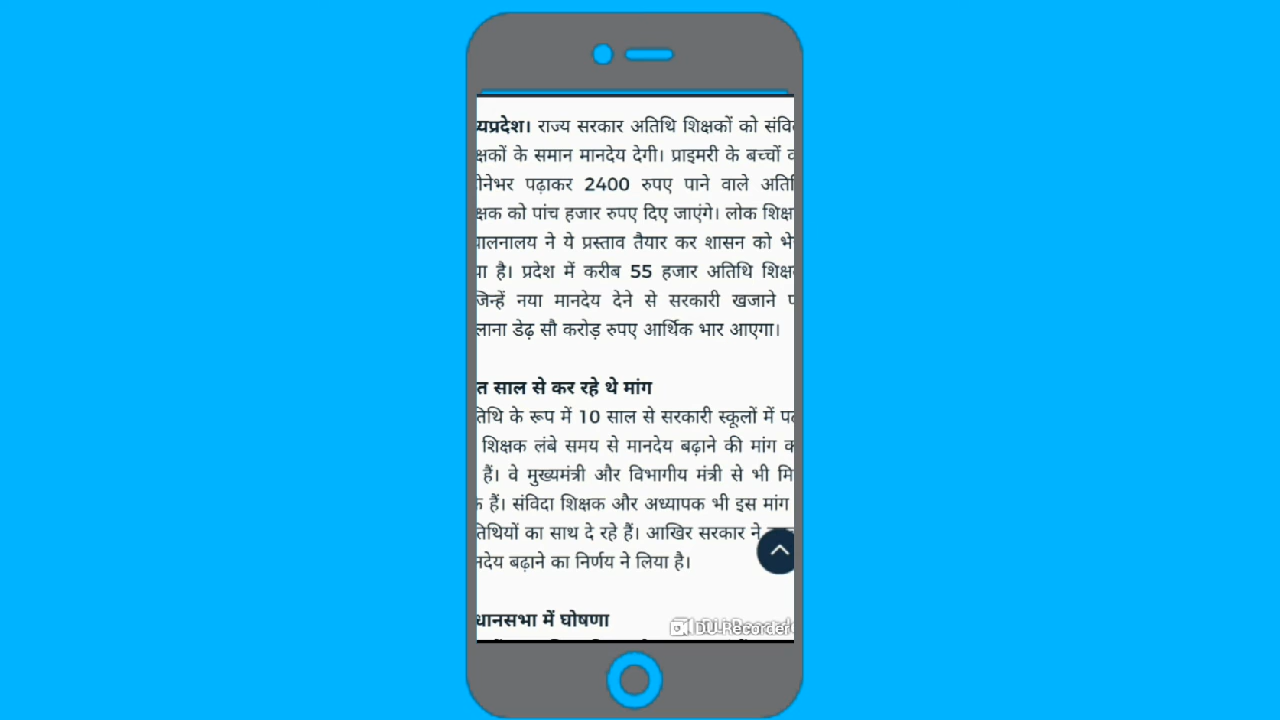 यप्रदेश। राज्य सरकार अतिथि शिक्षकों को
क्षकों के समान मानदेय देगी। प्राइमरी के बच्चों
नेभर पढ़ाकर 2400 रुपए पाने वाले
क्षक को पांच हजार रुपए दिए जाएंगे। लोक
ालनालय ने ये प्रस्ताव तैयार कर शासन को
है। प्रदेश में करीब 55 हजार अतिथि
जिन्हें नया मानदेय देने से सरकारी खजाने
लाना डेढ़ सौ करोड़ रुपए आर्थिक भार आएगा।
त साल से कर रहे थे मांग
तिथि के रूप में 10 साल से सरकारी स्कूलों में
शिक्षक लंबे समय से मानदेय बढ़ाने की मांग
हैं। वे मुख्यमंत्री और विभागीय मंत्री से भी
हैं। संविदा शिक्षक और अध्यापक भी इस मांग
तिथियों का साथ दे रहे हैं। आखिर सरकार ने
नदेय बढ़ाने का निर्णय ने लिया है।
धानसभा में घोषणा
DU Recorder